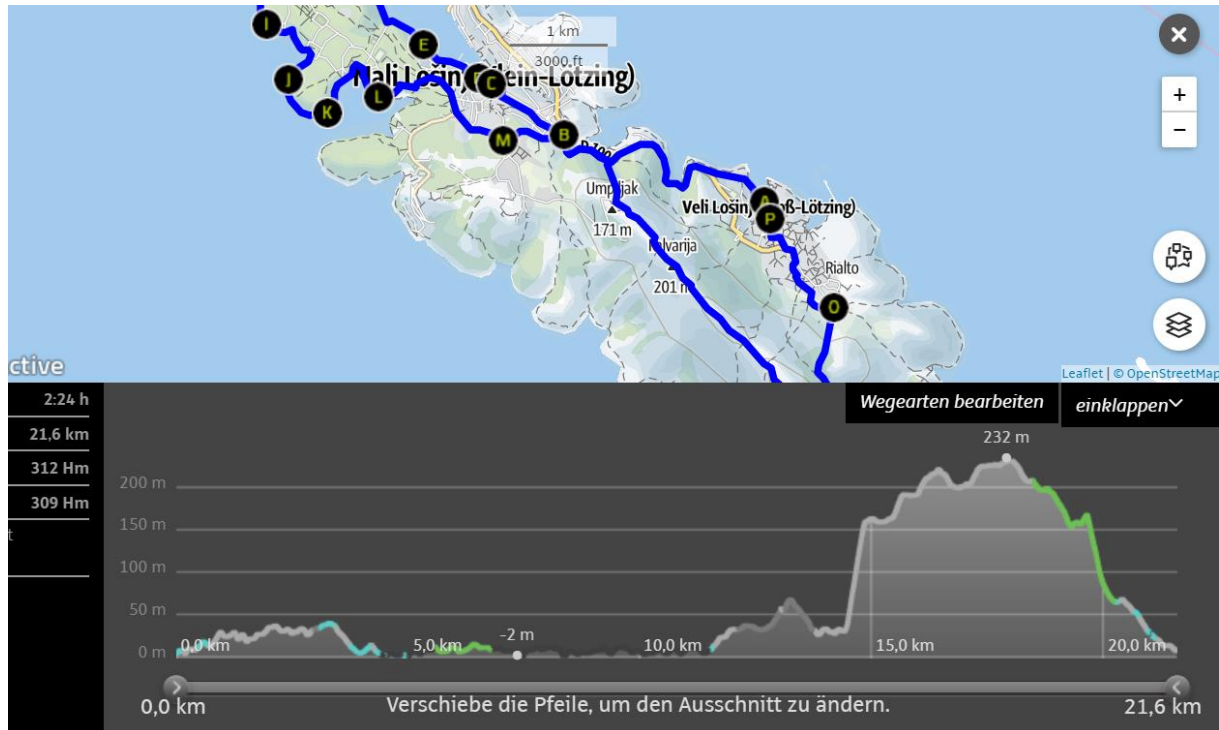 I
E
1 km
3000 ft
J
C
Mali Lošinj (Klein-Lötzing)
L
K
B
M
D 100
Umpiljak
171 m
A
Veli Lošinj (Groß-Lötzing)
P
Kalvarija
201 m
Rialto
O
+
−
ctive
Leaflet | © OpenStreetMap
2:24 h
21,6 km
312 Hm
309 Hm
t
Wegearten bearbeiten
einklappen
232 m
200 m
150 m
100 m
50 m
0 m
0,0 km
5,0 km
-2 m
10,0 km
15,0 km
20,0 km
0,0 km
Verschiebe die Pfeile, um den Ausschnitt zu ändern.
21,6 km